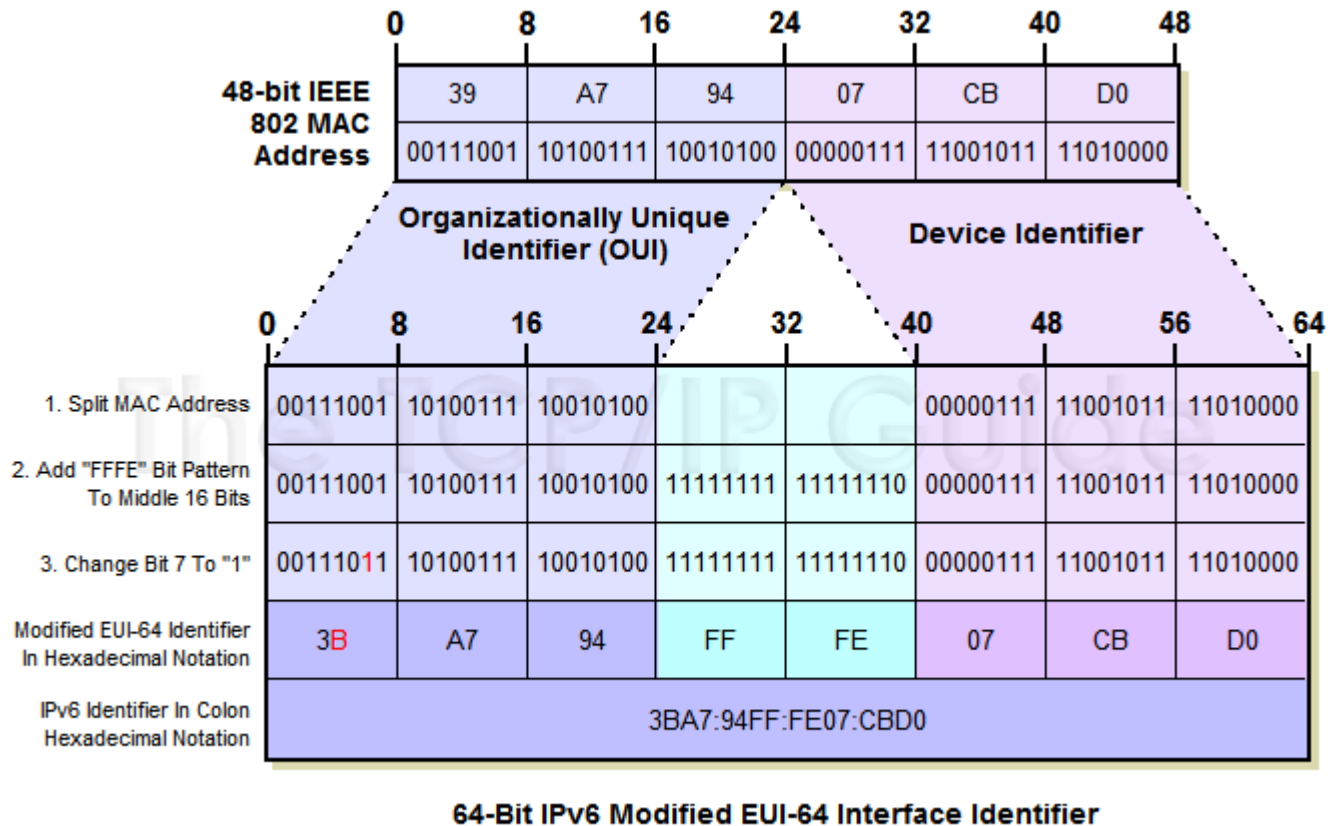 0 8 16 24 32 40 48
48-bit IEEE
802 MAC
Address
39 A7 94 07 CB D0
00111001 10100111 10010100 00000111 11001011 11010000
Organizationally Unique
Identifier (OUI)
Device Identifier
0 8 16 24 32 40 48 56 64
The TCP/IP Guide
1. Split MAC Address
00111001 10100111 10010100 00000111 11001011 11010000
2. Add "FFFE" Bit Pattern
To Middle 16 Bits
00111001 10100111 10010100 11111111 11111110 00000111 11001011 11010000
3. Change Bit 7 To "1"
00111011 10100111 10010100 11111111 11111110 00000111 11001011 11010000
Modified EUI-64 Identifier
In Hexadecimal Notation
3B A7 94 FF FE 07 CB D0
IPv6 Identifier In Colon
Hexadecimal Notation
3BA7:94FF:FE07:CBD0
64-Bit IPv6 Modified EUI-64 Interface Identifier